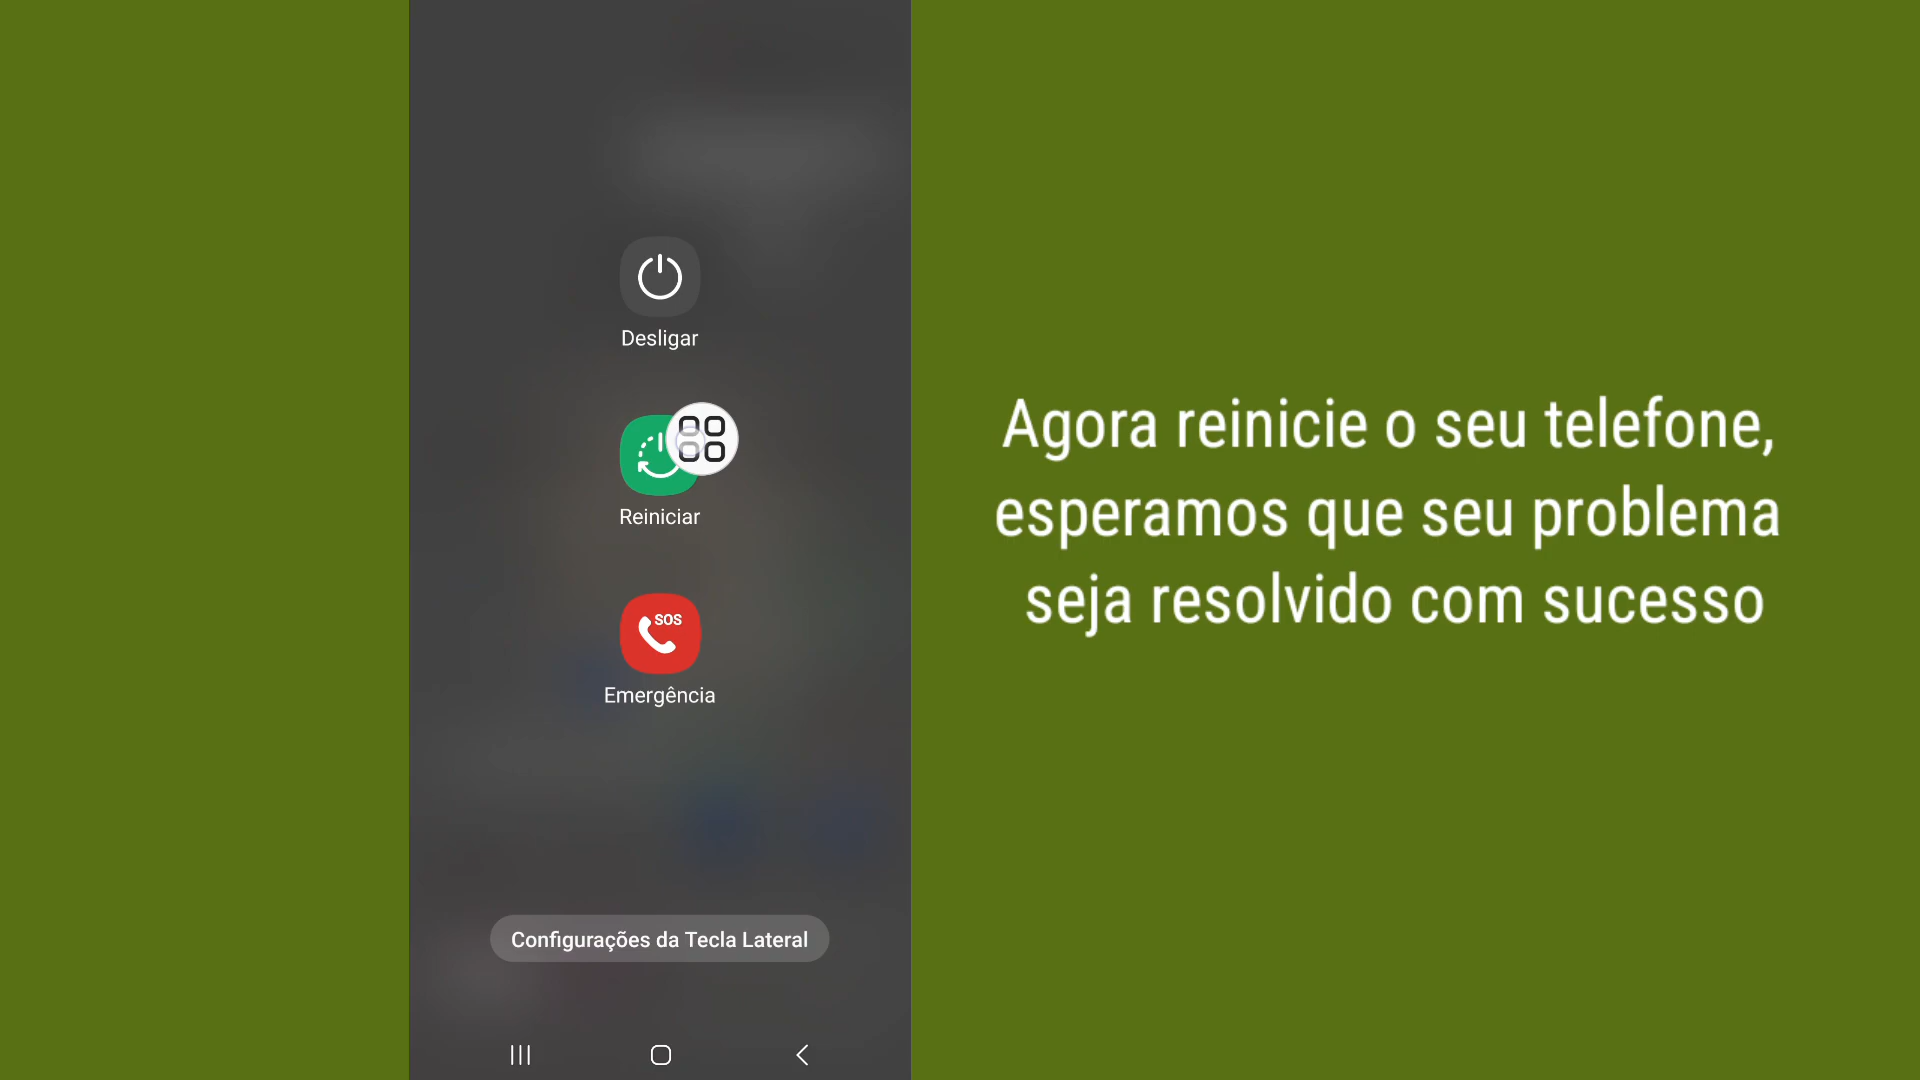 Desligar
Reiniciar
SOS
Emergência
Configurações da Tecla Lateral
Agora reinicie o seu telefone,
esperamos que seu problema
seja resolvido com sucesso